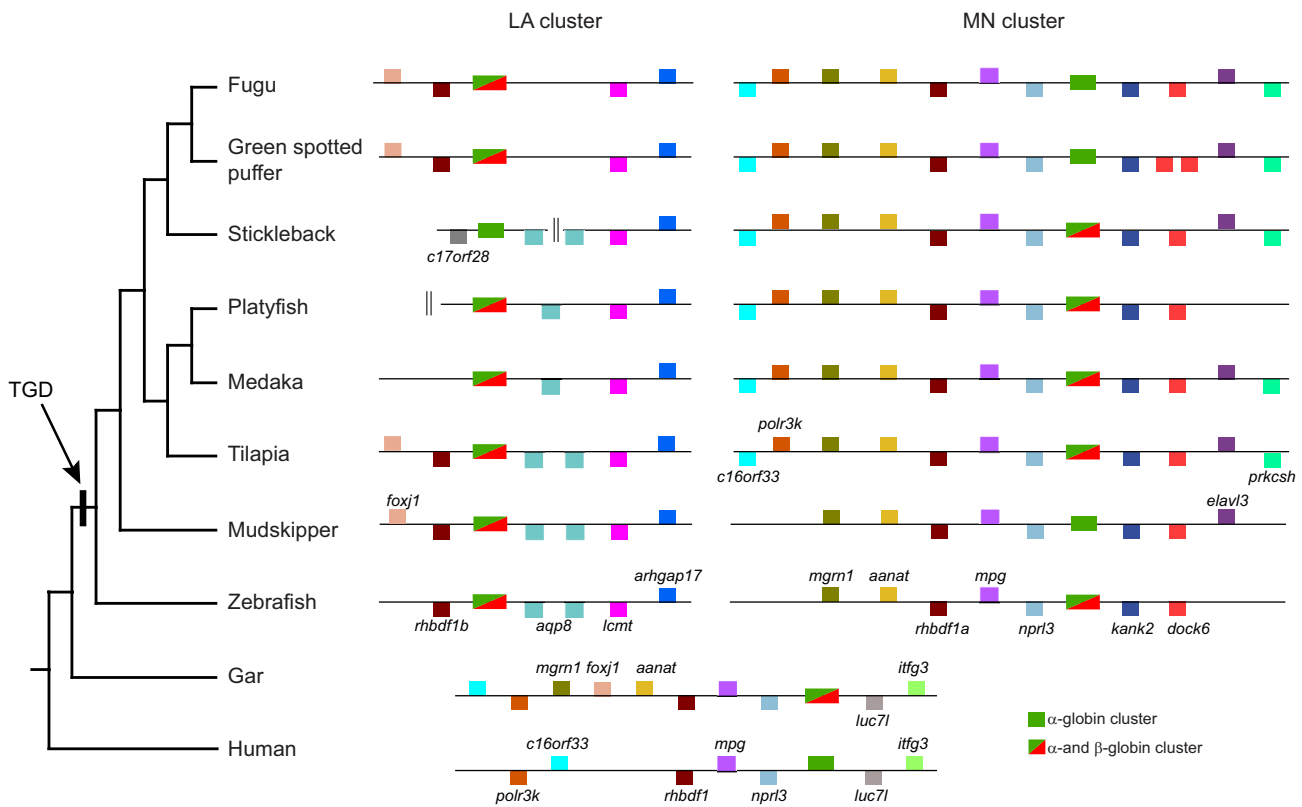 LA cluster MN cluster
Fugu
Green spotted
puffer
Stickleback
c17orf28
Platyfish
TGD
Medaka
polr3k
Tilapia
c16orf33 prkcsh
foxj1 elavl3
Mudskipper
arhgap17 mgrn1 aanat mpg
Zebrafish
rhbdf1b aqp8 lcmt rhbdf1a nprl3 kank2 dock6
mgrn1 foxj1 aanat itfg3
Gar
luc7l
α-globin cluster
c16orf33 mpg itfg3
Human
α-and β-globin cluster
polr3k rhbdf1 nprl3 luc7l